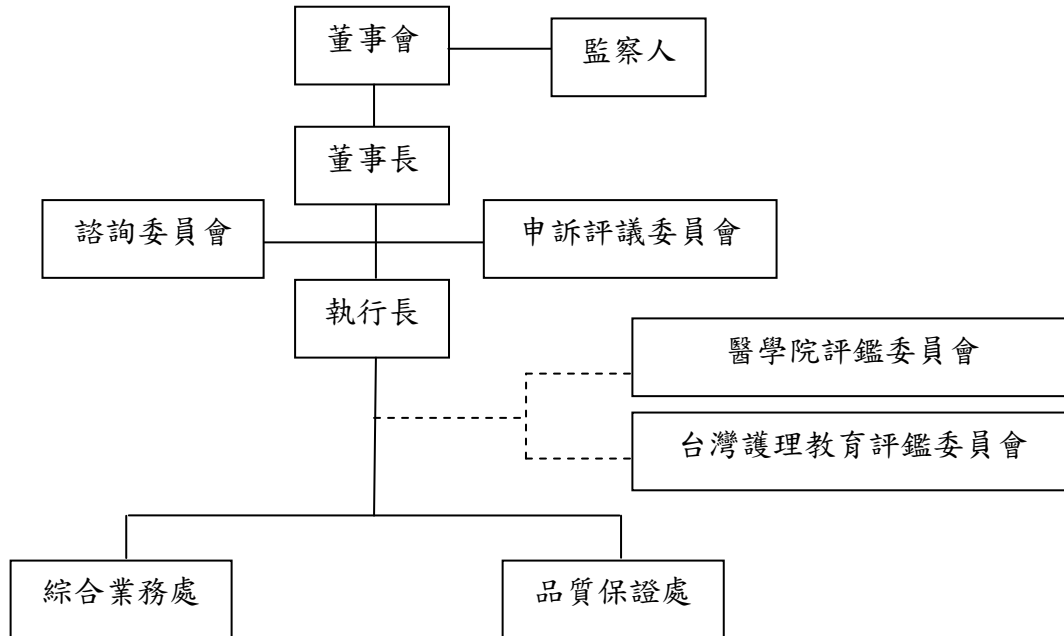 董事會
監察人
董事長
諮詢委員會
申訴評議委員會
執行長
醫學院評鑑委員會
台灣護理教育評鑑委員會
綜合業務處
品質保證處